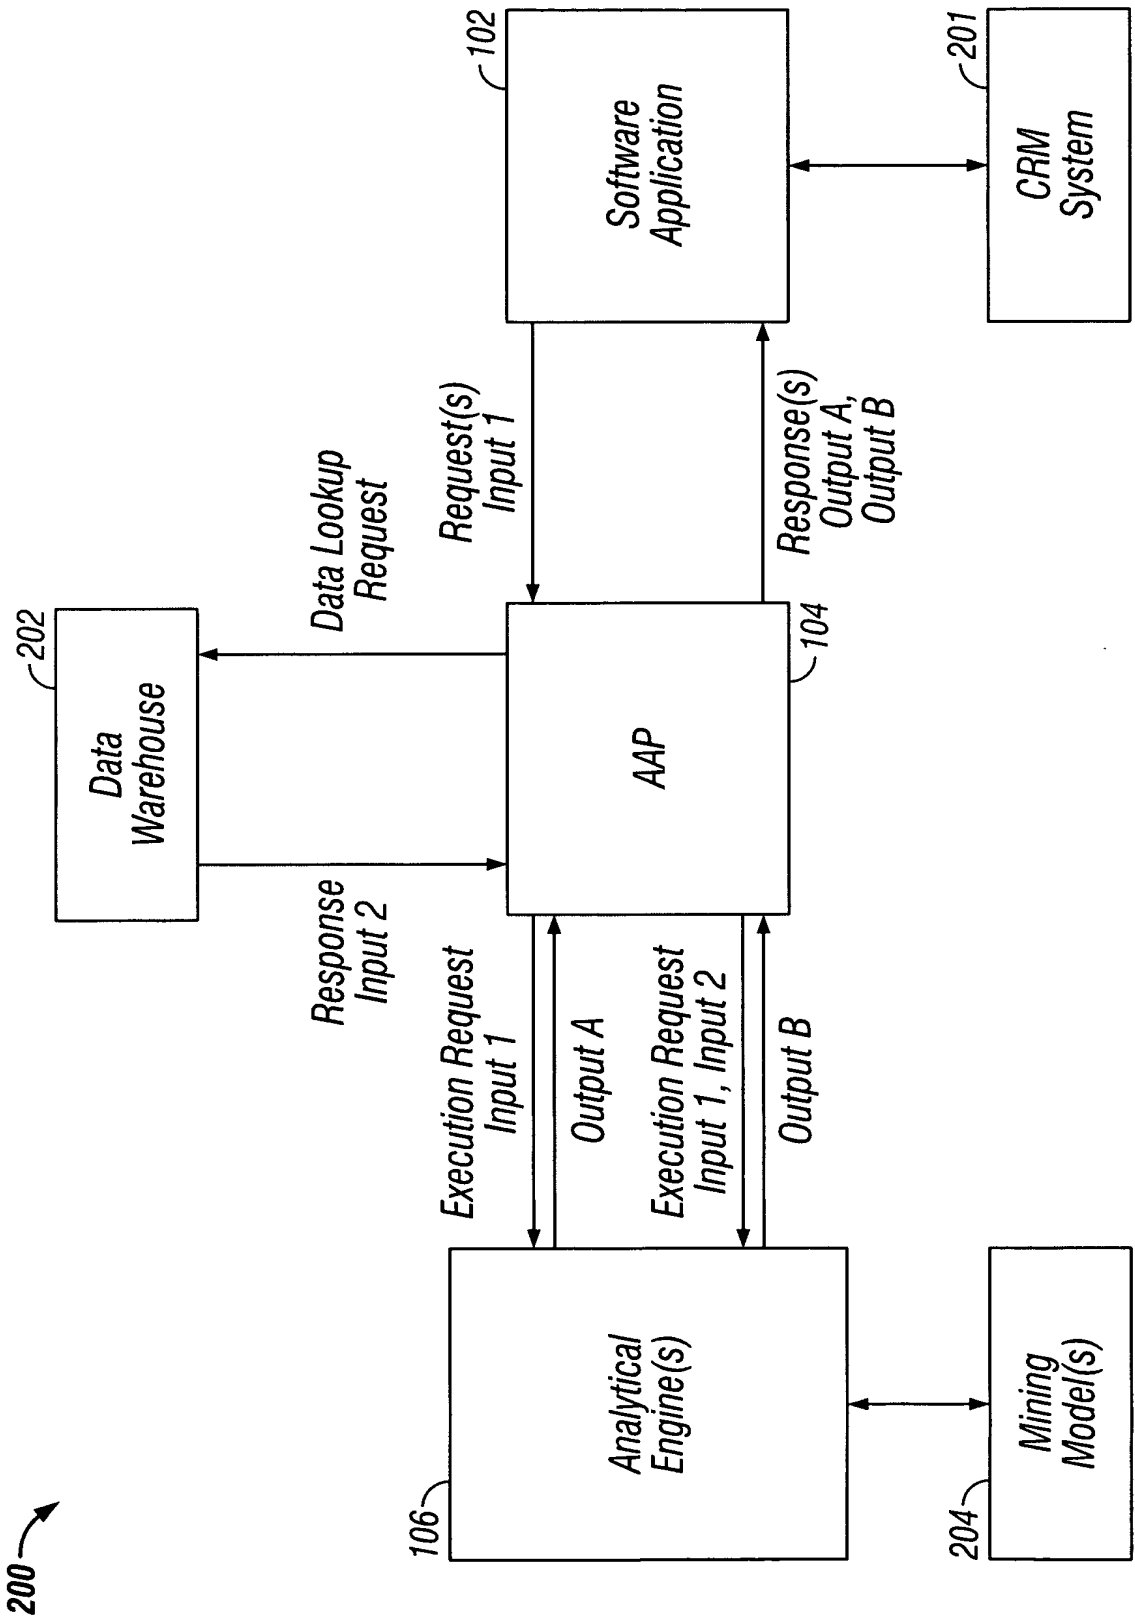 200
202
Data
Warehouse
Response
Input 2
Data Lookup
Request
106
Analytical
Engine(s)
Execution Request
Input 1
Output A
Execution Request
Input 1, Input 2
Output B
AAP
104
Request(s)
Input 1
Response(s)
Output A,
Output B
102
Software
Application
204
Mining
Model(s)
201
CRM
System